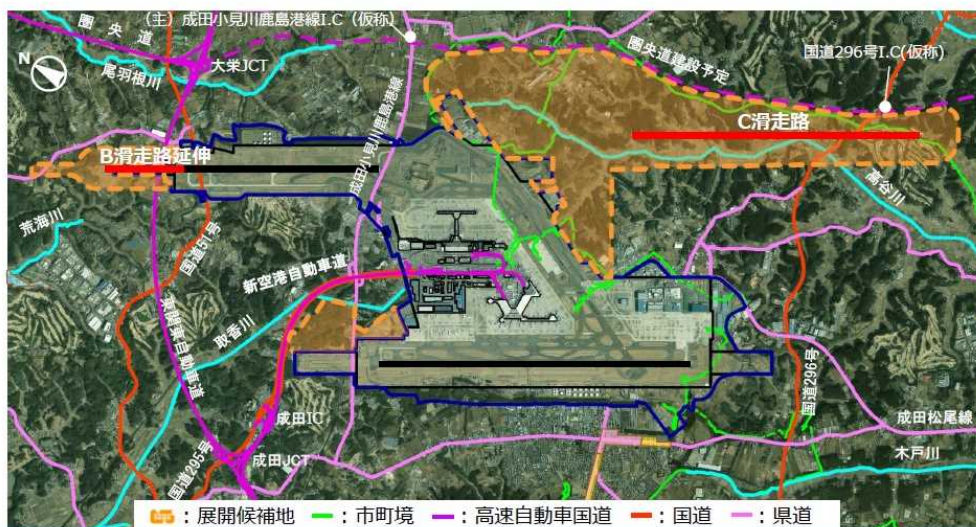 (主)成田小見川鹿島港線I.C(仮称)
圏央道
大栄JCT
尾羽根川
N
圏央道建設予定
国道296号I.C(仮称)
成田小見川鹿島港線
C滑走路
B滑走路延伸
高谷川
荒海川
国道51号
新空港自動車道
取香川
東関東自動車道
国道296号
成田IC
成田松尾線
国道295号
成田JCT
木戸川
:展開候補地
:市町境
:高速自動車国道
:国道
:県道